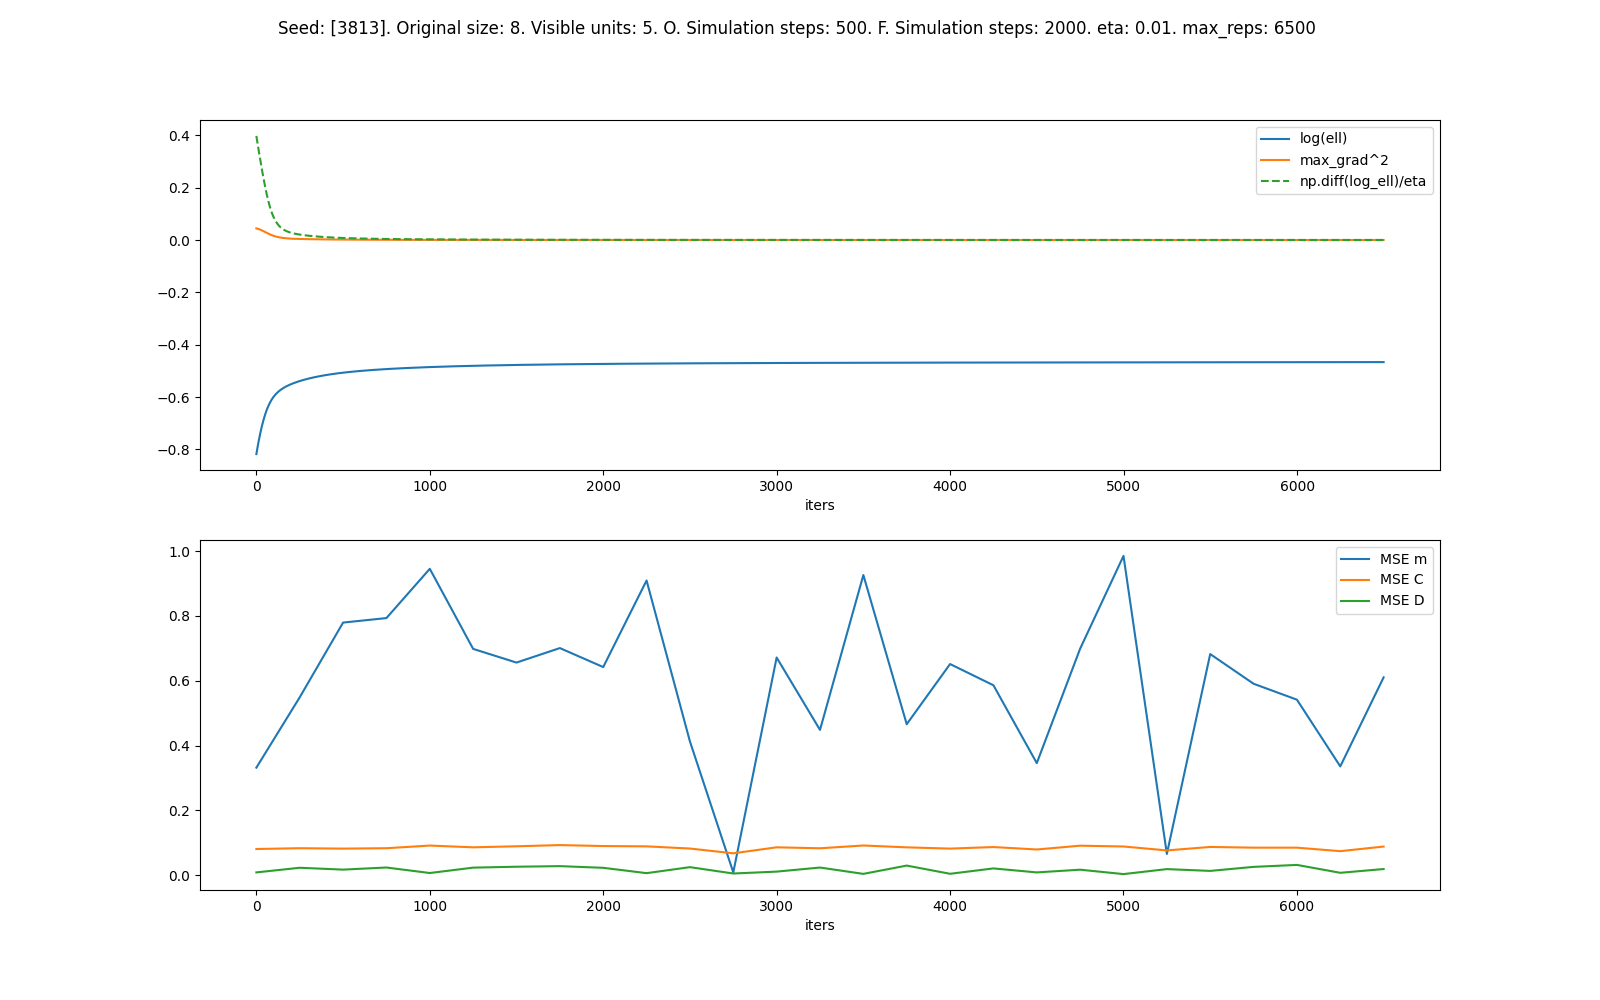 Seed: [3813]. Original size: 8. Visible units: 5. O. Simulation steps: 500. F. Simulation steps: 2000. eta: 0.01. max_reps: 6500
0.4
0.2
0.0
−0.2
−0.4
−0.6
−0.8
log(ell)
max_grad^2
np.diff(log_ell)/eta
0 1000 2000 3000 4000 5000 6000
iters
1.0
0.8
0.6
0.4
0.2
0.0
MSE m
MSE C
MSE D
0 1000 2000 3000 4000 5000 6000
iters